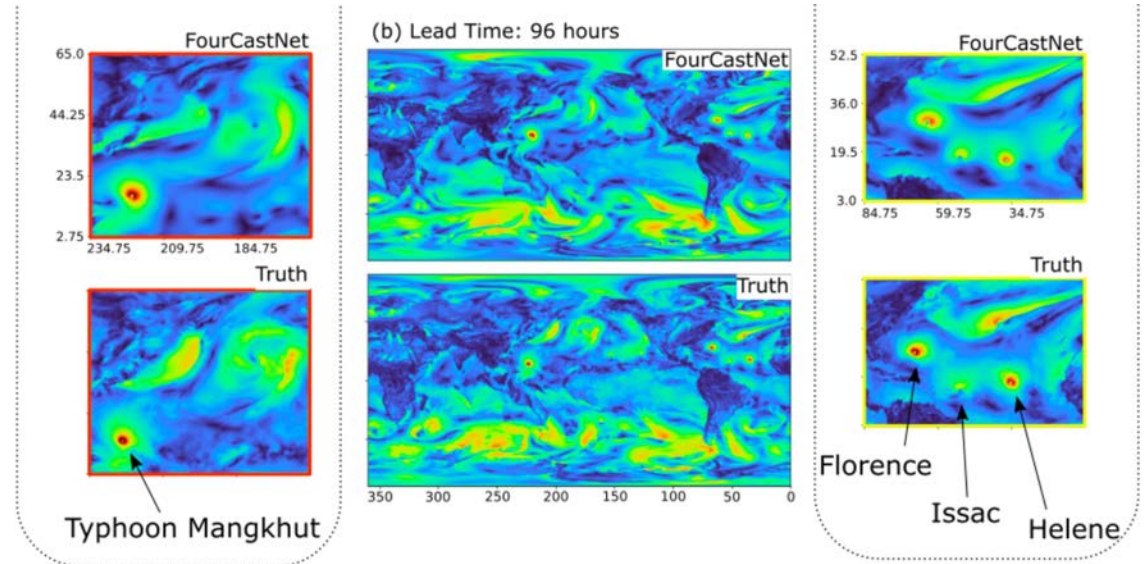 FourCastNet
65.0
44.25
23.5
2.75
234.75 209.75 184.75
Truth
Typhoon Mangkhut
(b) Lead Time: 96 hours
FourCastNet
Truth
350 300 250 200 150 100 50 0
FourCastNet
52.5
36.0
19.5
3.0
84.75 59.75 34.75
Truth
Florence
Issac
Helene